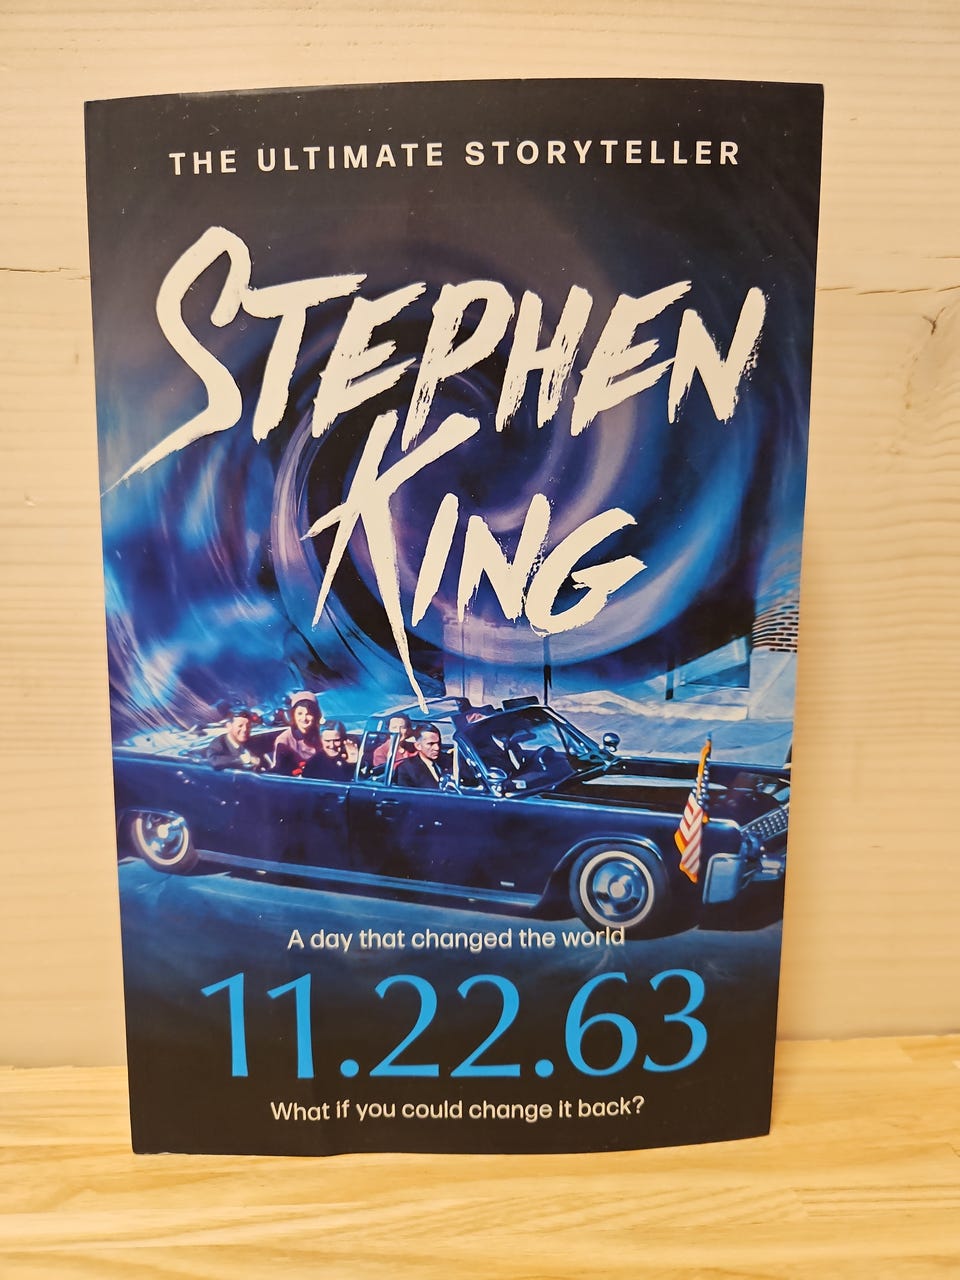 THE ULTIMATE STORYTELLER
STEPHEN
KING
A day that changed the world
11.22.63
What if you could change it back?